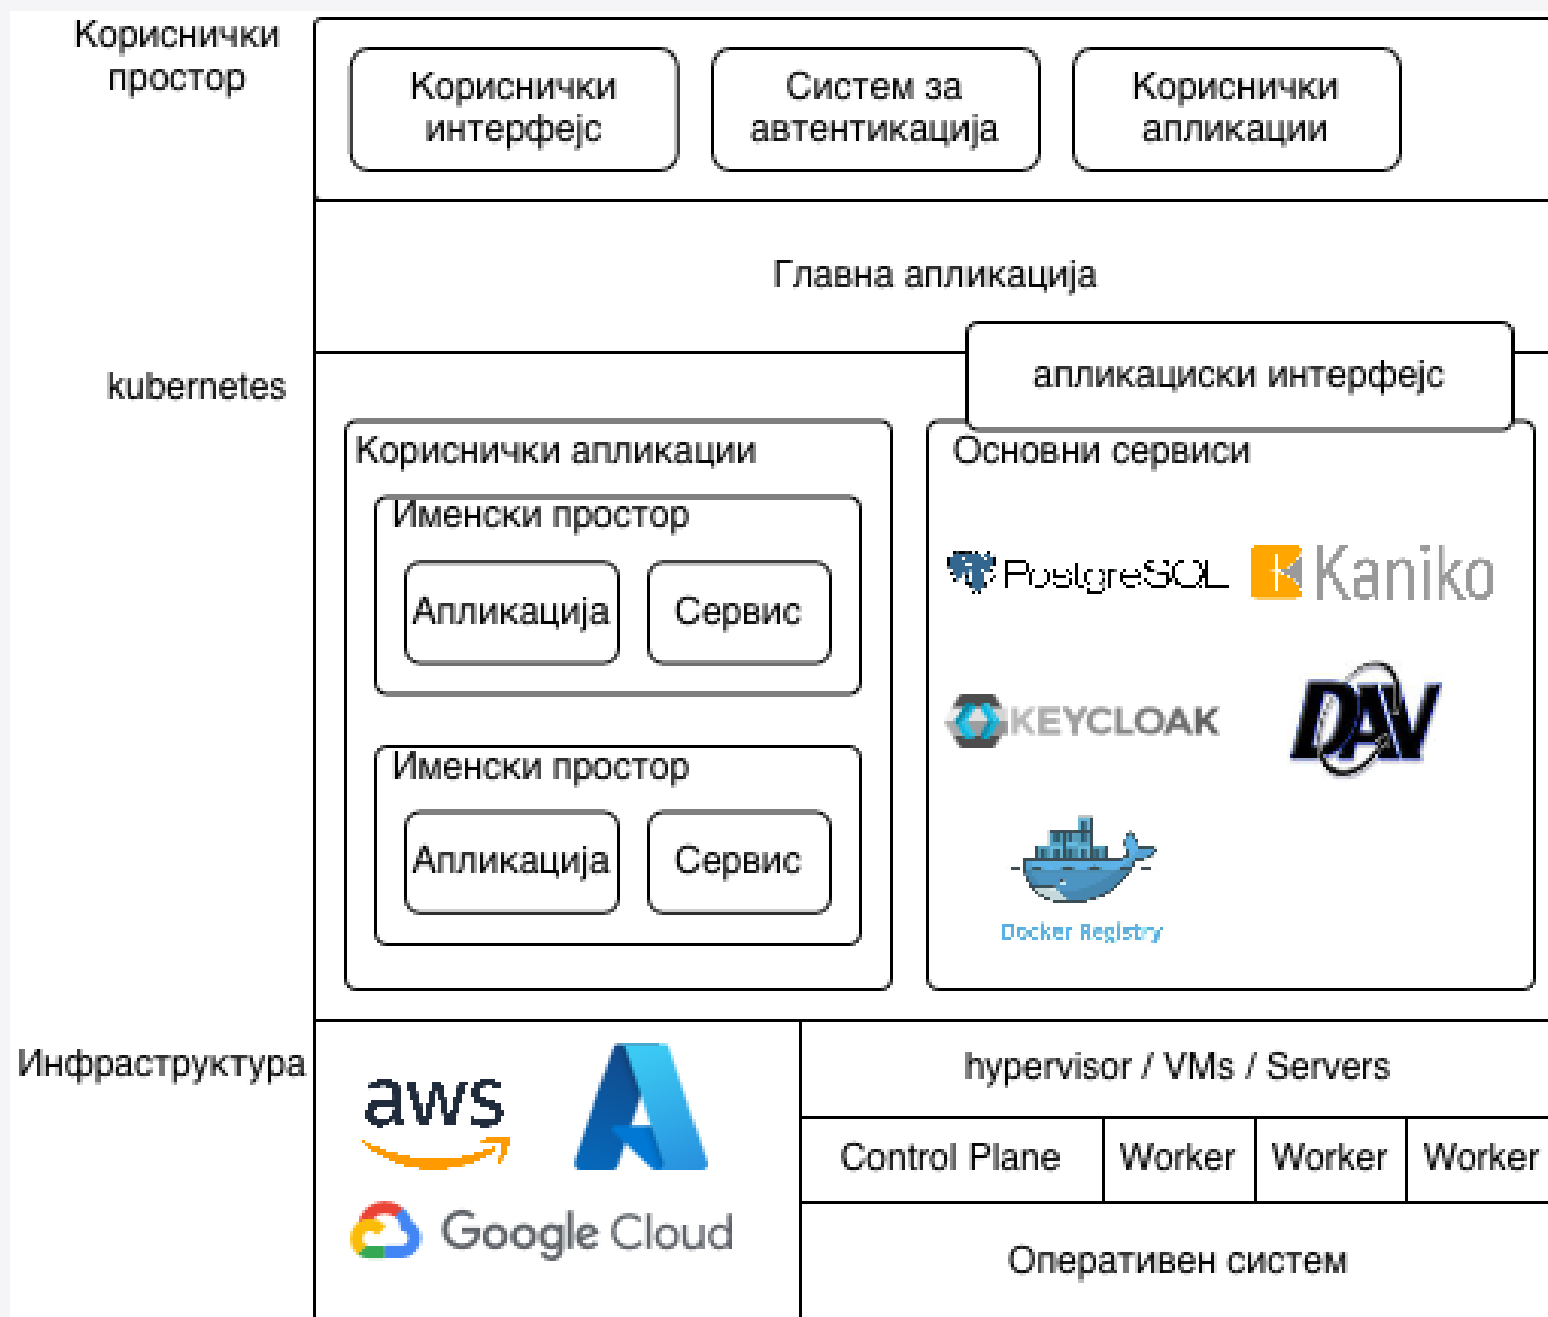 Кориснички
простор
Кориснички
интерфејс
Систем за
автентикација
Кориснички
апликации
Главна апликација
kubernetes
апликациски интерфејс
Кориснички апликации
Основни сервиси
Именски простор
Апликација
Сервис
PostgreSQL
Kaniko
KEYCLOAK
DAV
Именски простор
Апликација
Сервис
Docker Registry
Инфраструктура
aws
Google Cloud
hypervisor / VMs / Servers
Control Plane
Worker
Worker
Worker
Оперативен систем